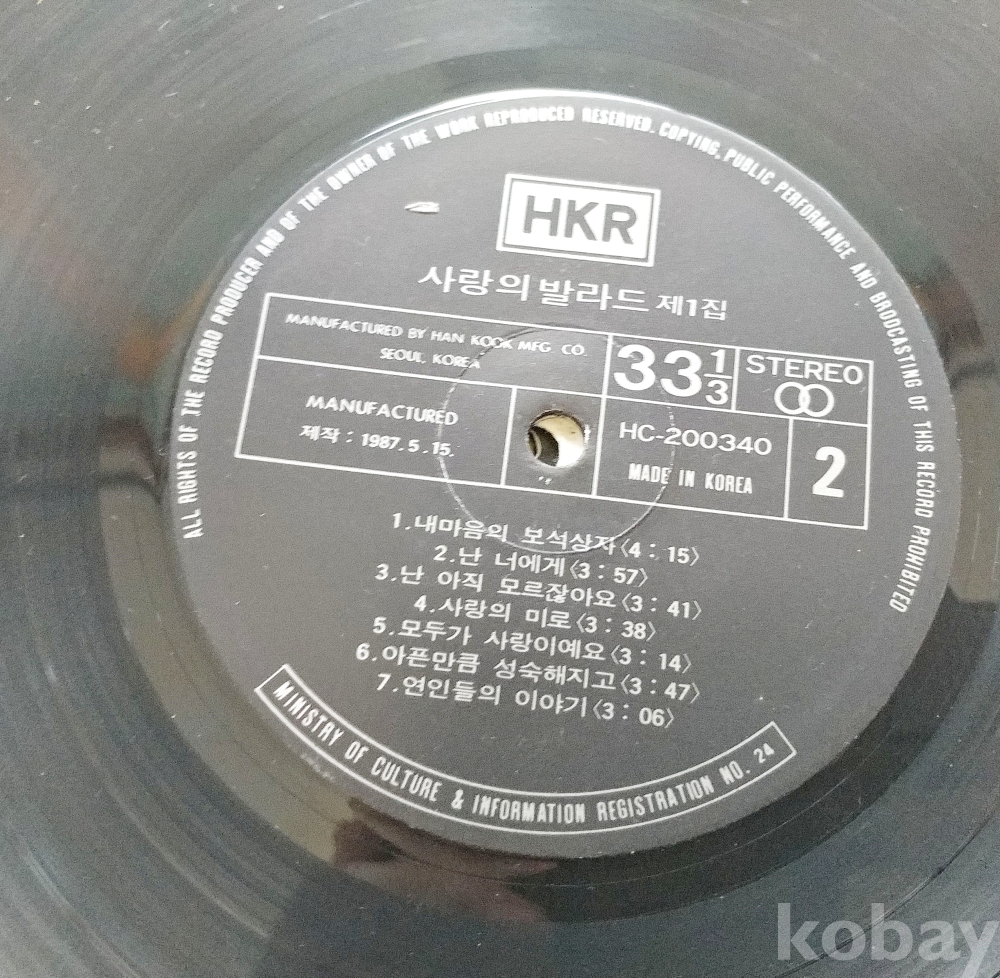 ALL RIGHTS OF THE RECORD PRODUCER AND OF THE OWNER OF THE WORK REPRODUCED RESERVED. COPYING, PUBLIC PERFORMANCE AND BRODCASTING OF THIS RECORD PROHIBITED
HKR
사랑의 발라드 제1집
MANUFACTURED BY HAN KOOK MFG. CO.
SEOUL, KOREA
33 1/3
STEREO
MANUFACTURED
제작 : 1987. 5. 15.
HC-200340
MADE IN KOREA
2
1.내마음의 보석상자〈4 : 15〉
2.난 너에게〈3 : 57〉
3.난 아직 모르잖아요〈3 : 41〉
4.사랑의 미로〈3 : 38〉
5.모두가 사랑이예요〈3 : 14〉
6.아픈만큼 성숙해지고〈3 : 47〉
7.연인들의 이야기〈3 : 06〉
MINISTRY OF CULTURE & INFORMATION REGISTRATION NO. 24
kobay